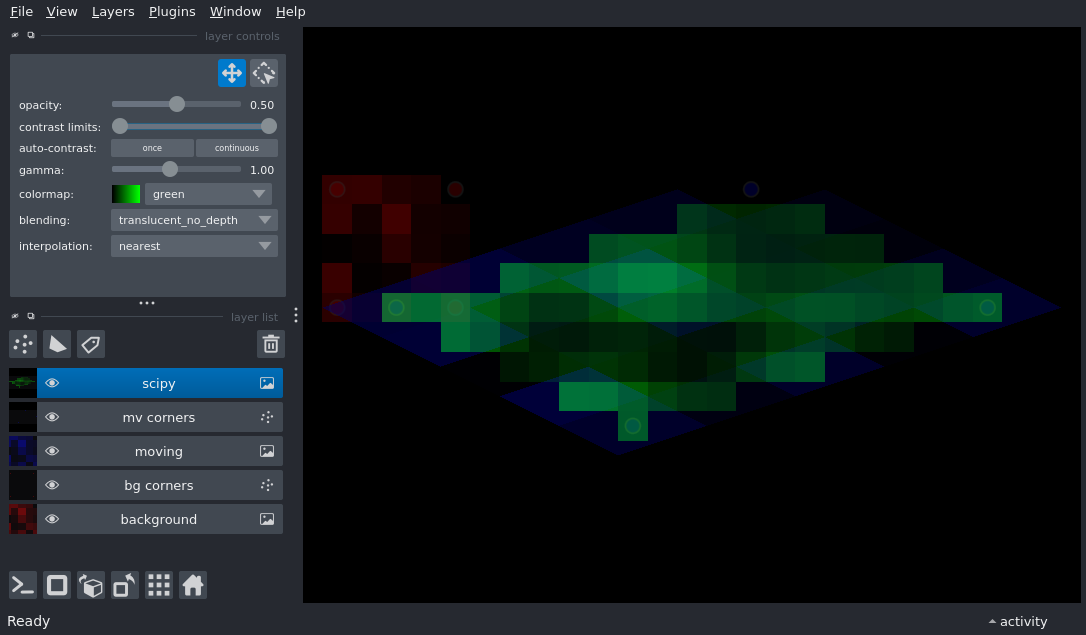 File View Layers Plugins Window Help
layer controls
opacity: 0.50
contrast limits:
auto-contrast: once continuous
gamma: 1.00
colormap: green
blending: translucent_no_depth
interpolation: nearest
layer list
scipy
mv corners
moving
bg corners
background
Ready activity